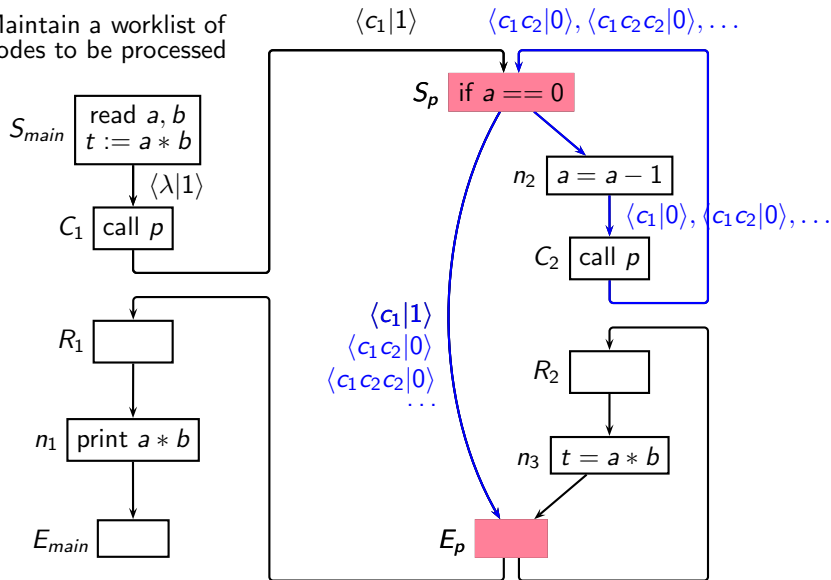 Maintain a worklist of
nodes to be processed
⟨c₁|1⟩
⟨c₁c₂|0⟩, ⟨c₁c₂c₂|0⟩, ...
S_p if a == 0
S_main read a, b
t := a ∗ b
⟨λ|1⟩
n₂ a = a − 1
⟨c₁|0⟩, ⟨c₁c₂|0⟩, ...
C₁ call p
C₂ call p
⟨c₁|1⟩
⟨c₁c₂|0⟩
⟨c₁c₂c₂|0⟩
...
R₁
R₂
n₁ print a ∗ b
n₃ t = a ∗ b
E_main
E_p